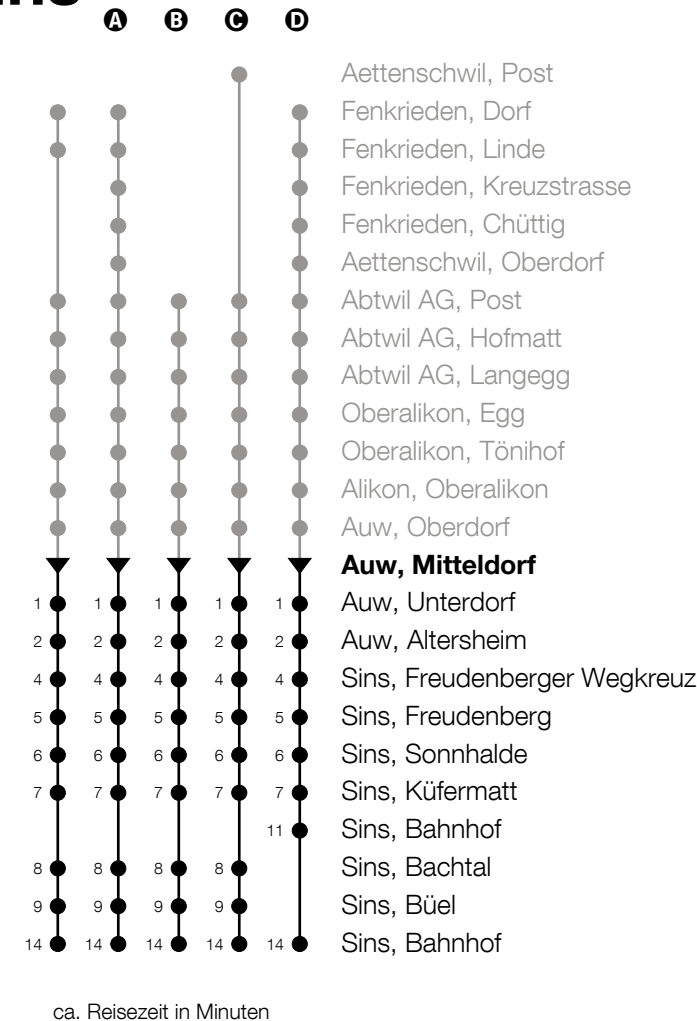 A B C D
Aettenschwil, Post
Fenkrieden, Dorf
Fenkrieden, Linde
Fenkrieden, Kreuzstrasse
Fenkrieden, Chüttig
Aettenschwil, Oberdorf
Abtwil AG, Post
Abtwil AG, Hofmatt
Abtwil AG, Langegg
Oberalikon, Egg
Oberalikon, Tönihof
Alikon, Oberalikon
Auw, Oberdorf
Auw, Mitteldorf
1 1 1 1 1 Auw, Unterdorf
2 2 2 2 2 Auw, Altersheim
4 4 4 4 4 Sins, Freudenberger Wegkreuz
5 5 5 5 5 Sins, Freudenberg
6 6 6 6 6 Sins, Sonnhalde
7 7 7 7 7 Sins, Küfermatt
11 Sins, Bahnhof
8 8 8 8 Sins, Bachtal
9 9 9 9 Sins, Büel
14 14 14 14 14 Sins, Bahnhof
ca. Reisezeit in Minuten